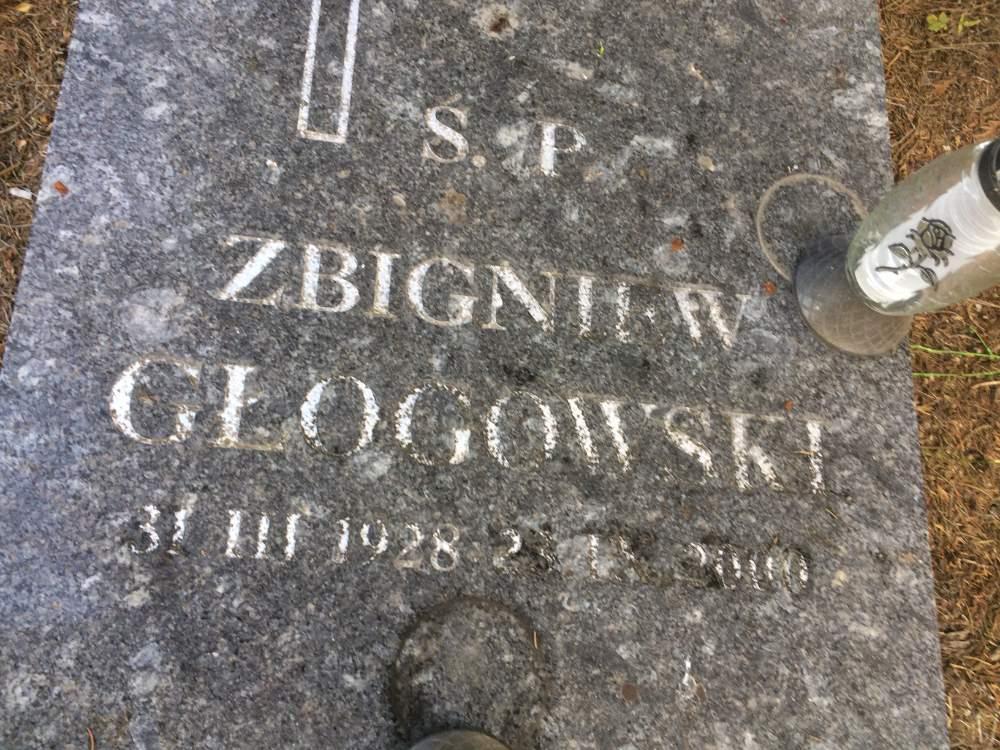 Ś. P
ZBIGNIEW
GŁOGOWSKI
31 III 1928 23 IX 2000